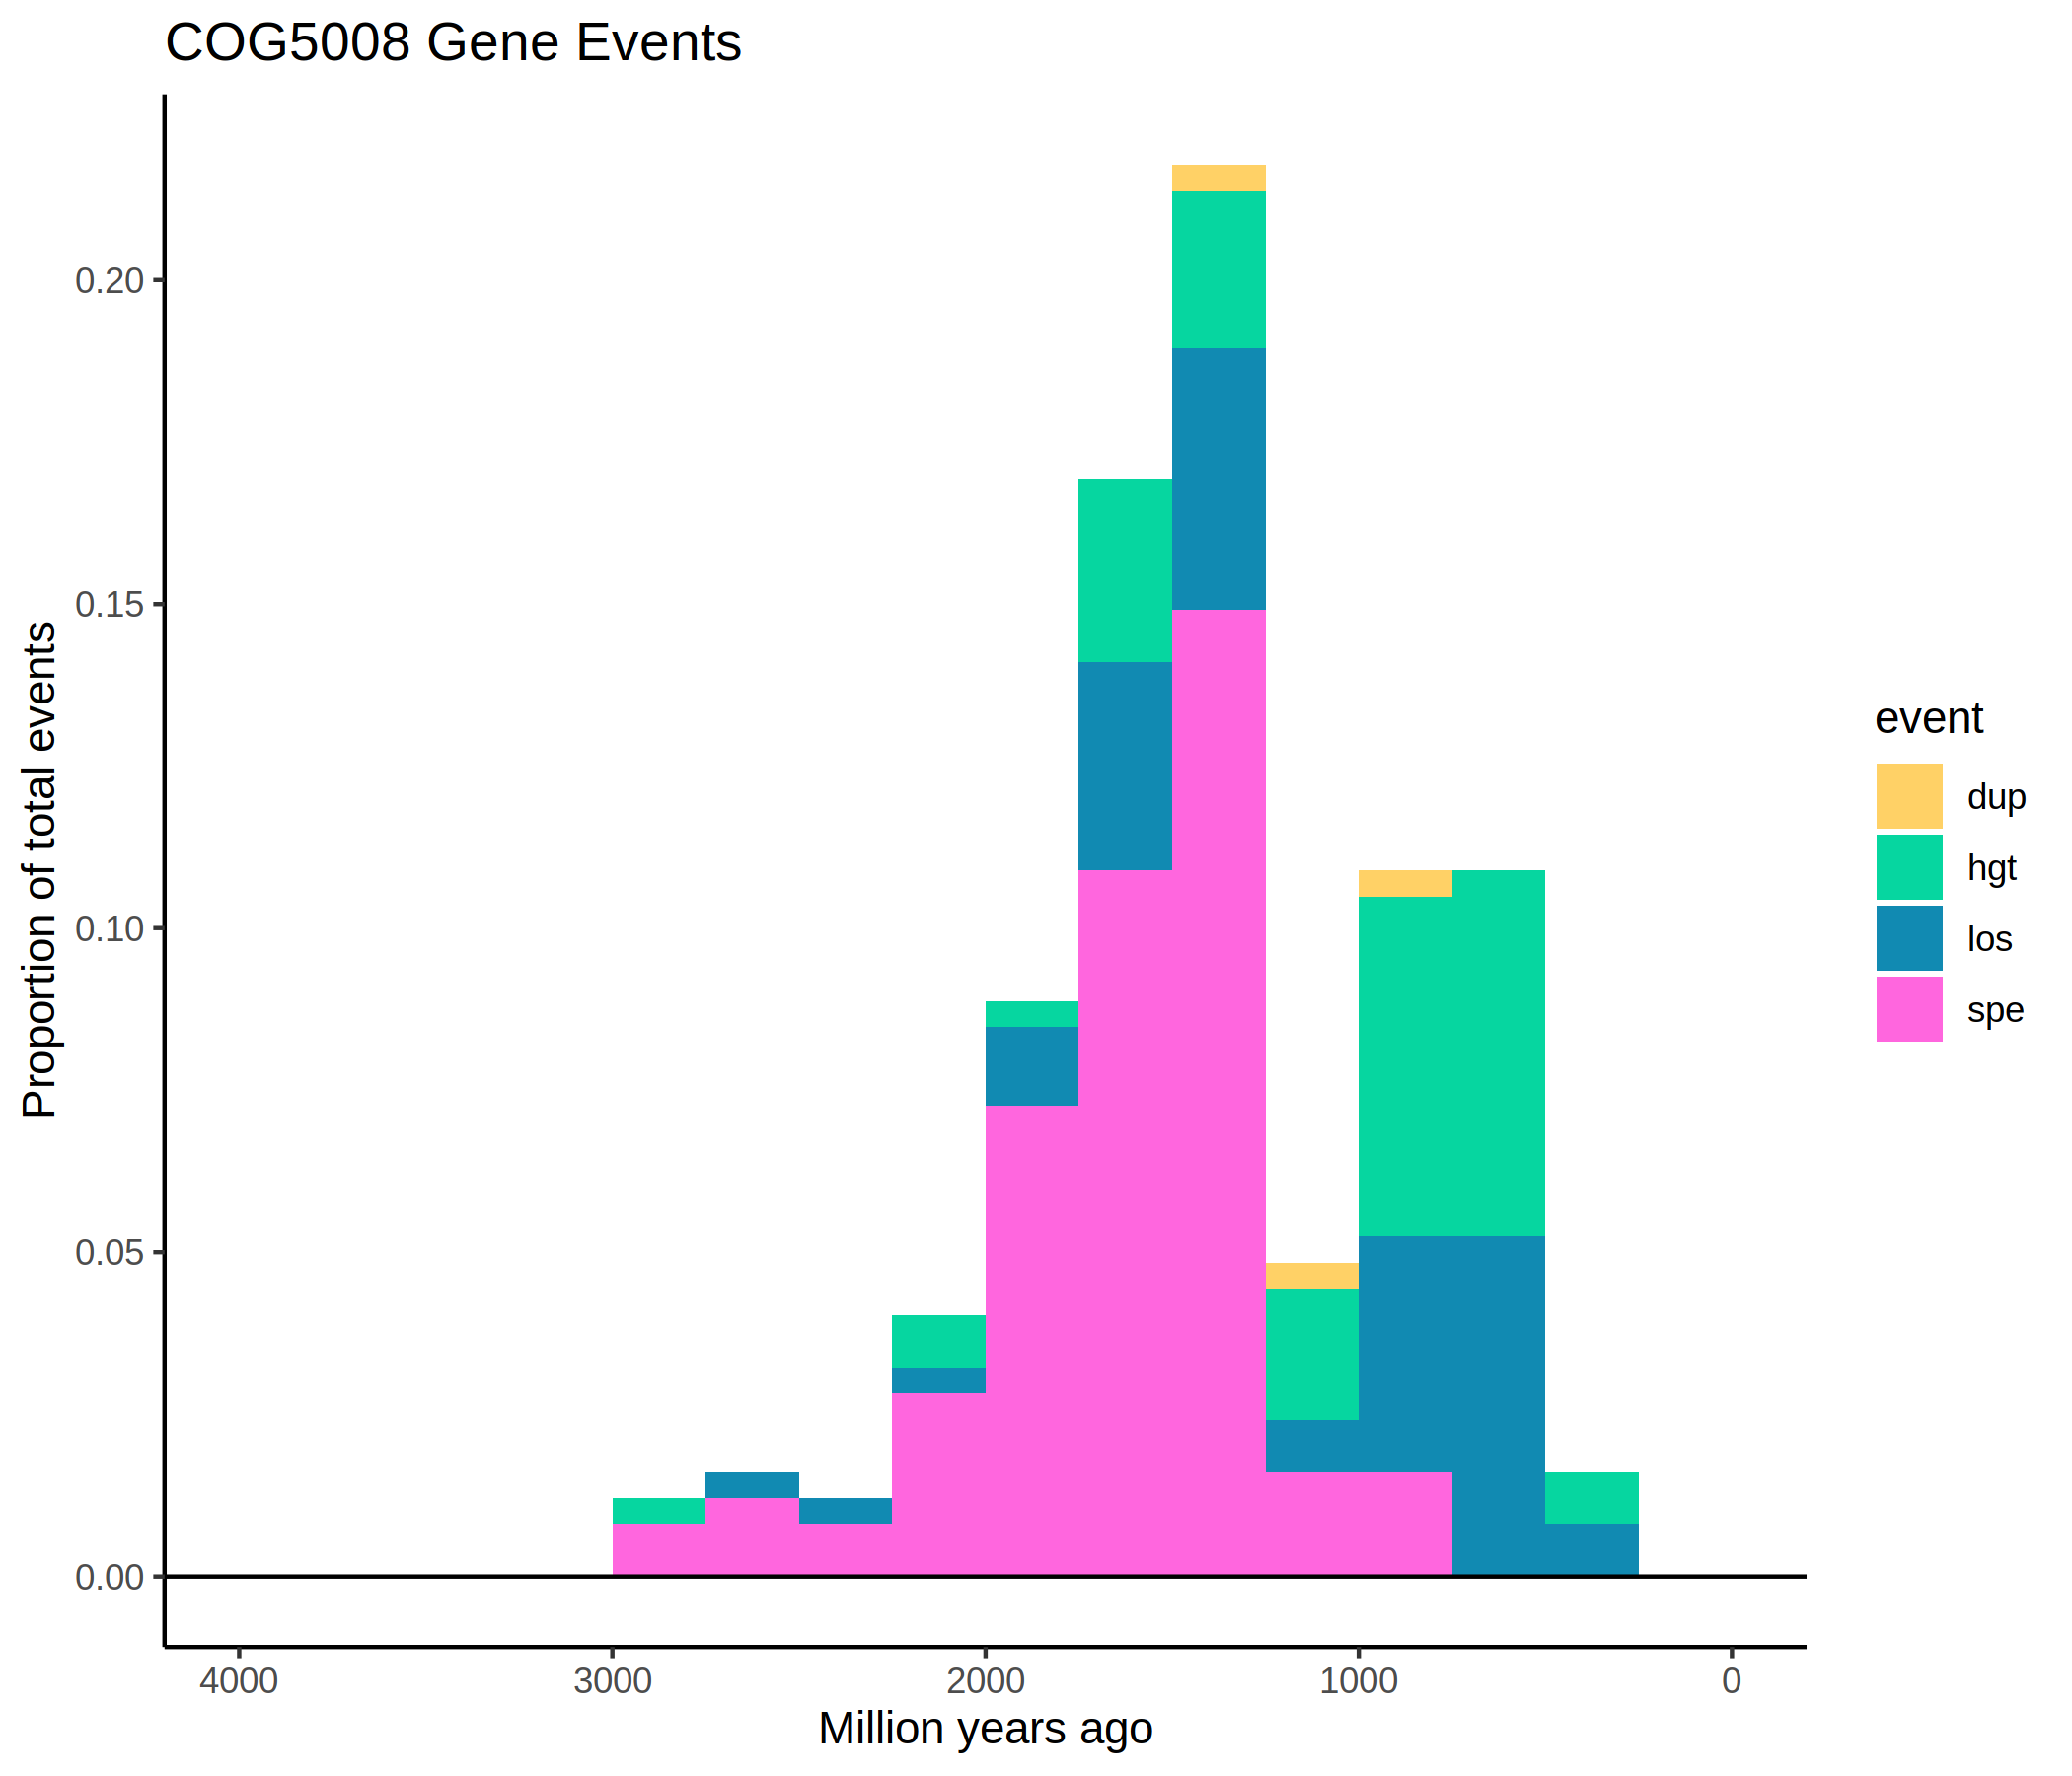 COG5008 Gene Events
Proportion of total events
0.20
0.15
0.10
0.05
0.00
4000 3000 2000 1000 0
Million years ago
event
dup
hgt
los
spe